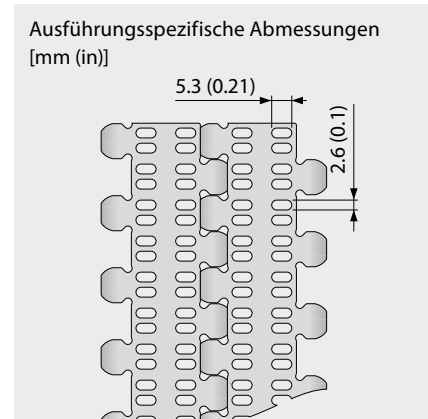 Ausführungsspezifische Abmessungen
[mm (in)]
5.3 (0.21)
2.6 (0.1)